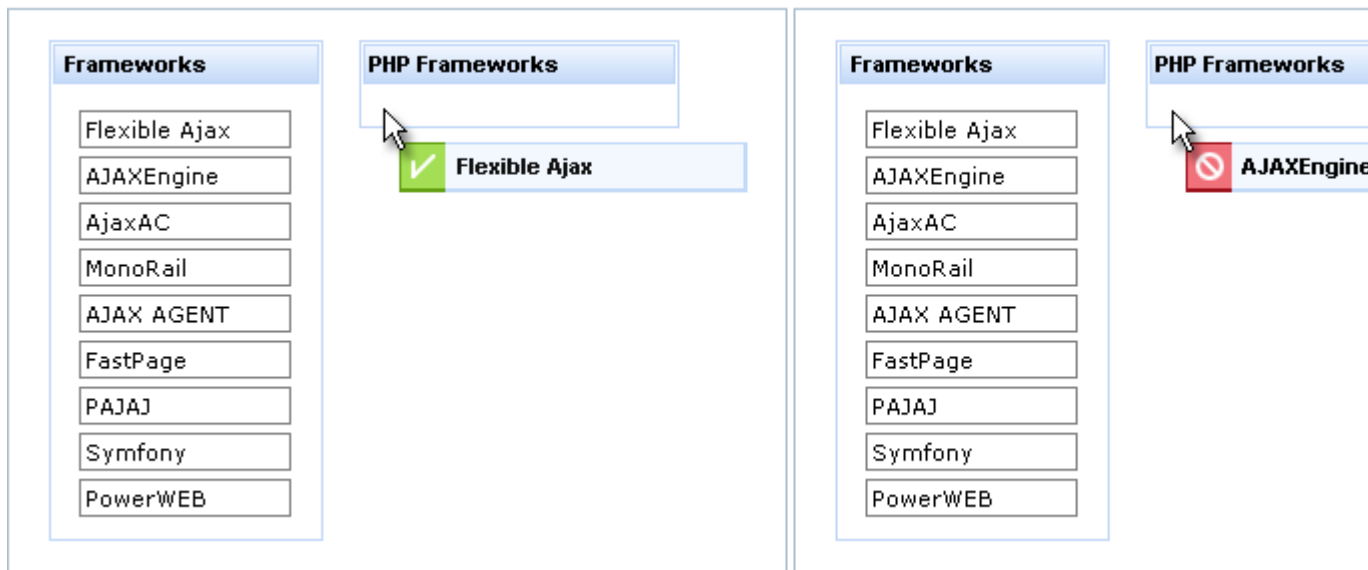 Frameworks
Flexible Ajax
AJAXEngine
AjaxAC
MonoRail
AJAX AGENT
FastPage
PAJAJ
Symfony
PowerWEB
PHP Frameworks
Flexible Ajax
Frameworks
Flexible Ajax
AJAXEngine
AjaxAC
MonoRail
AJAX AGENT
FastPage
PAJAJ
Symfony
PowerWEB
PHP Frameworks
AJAXEngine